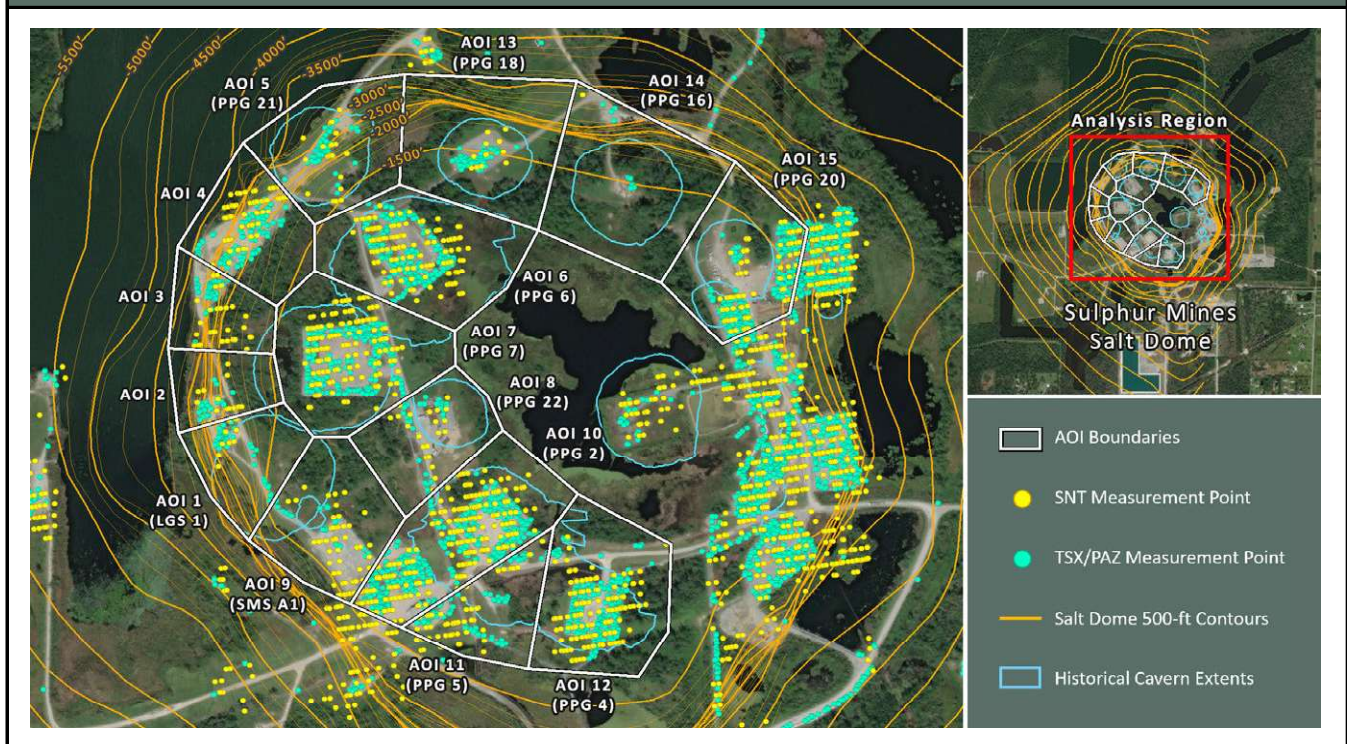 -5500'
-5000'
-4500'
-4000'
-3500'
-3000'
-2500'
-2000'
-1500'
AOI 13
(PPG 18)
AOI 5
(PPG 21)
AOI 14
(PPG 16)
AOI 15
(PPG 20)
AOI 4
AOI 3
AOI 6
(PPG 6)
AOI 7
(PPG 7)
AOI 2
AOI 8
(PPG 22)
AOI 10
(PPG 2)
AOI 1
(LGS 1)
AOI 9
(SMS A1)
AOI 11
(PPG 5)
AOI 12
(PPG 4)
Analysis Region
Sulphur Mines
Salt Dome
AOI Boundaries
SNT Measurement Point
TSX/PAZ Measurement Point
Salt Dome 500-ft Contours
Historical Cavern Extents